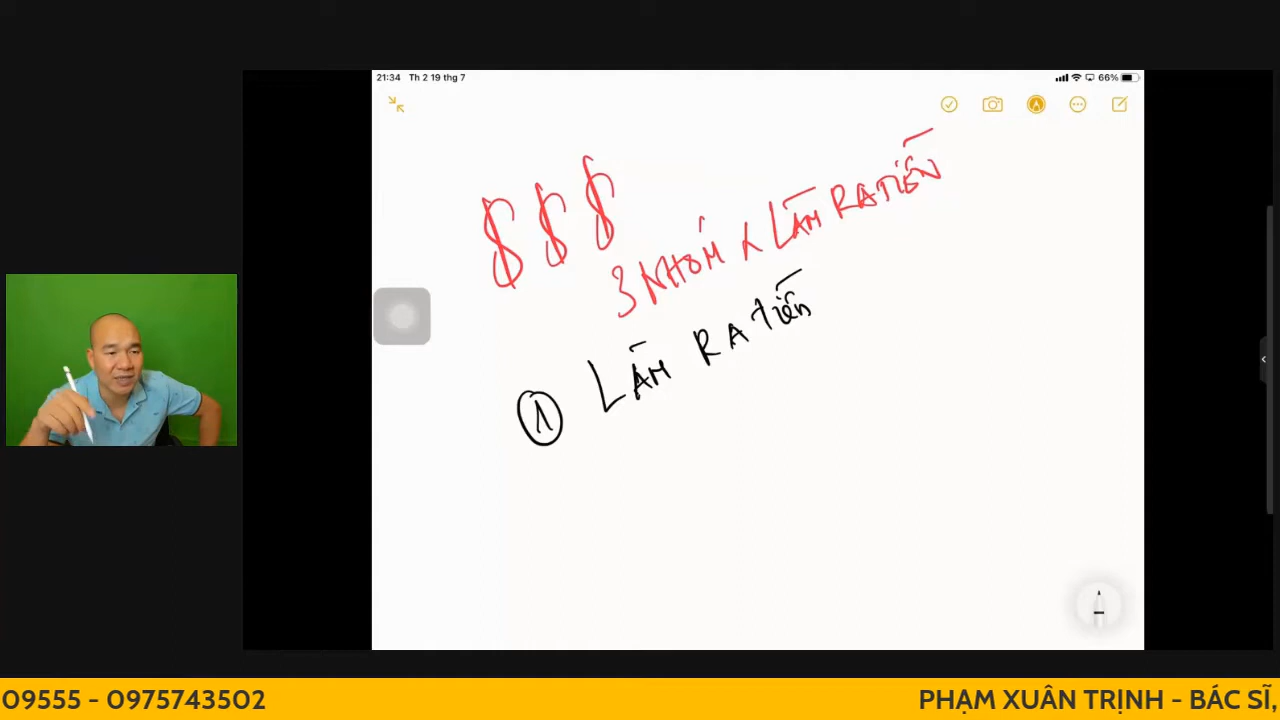 21:34 Th 2 19 thg 7
66%
$ $ $
3 NHÓM X LÀM RA TIỀN
① LÀM RA tiền
09555 - 0975743502
PHẠM XUÂN TRỊNH - BÁC SĨ,